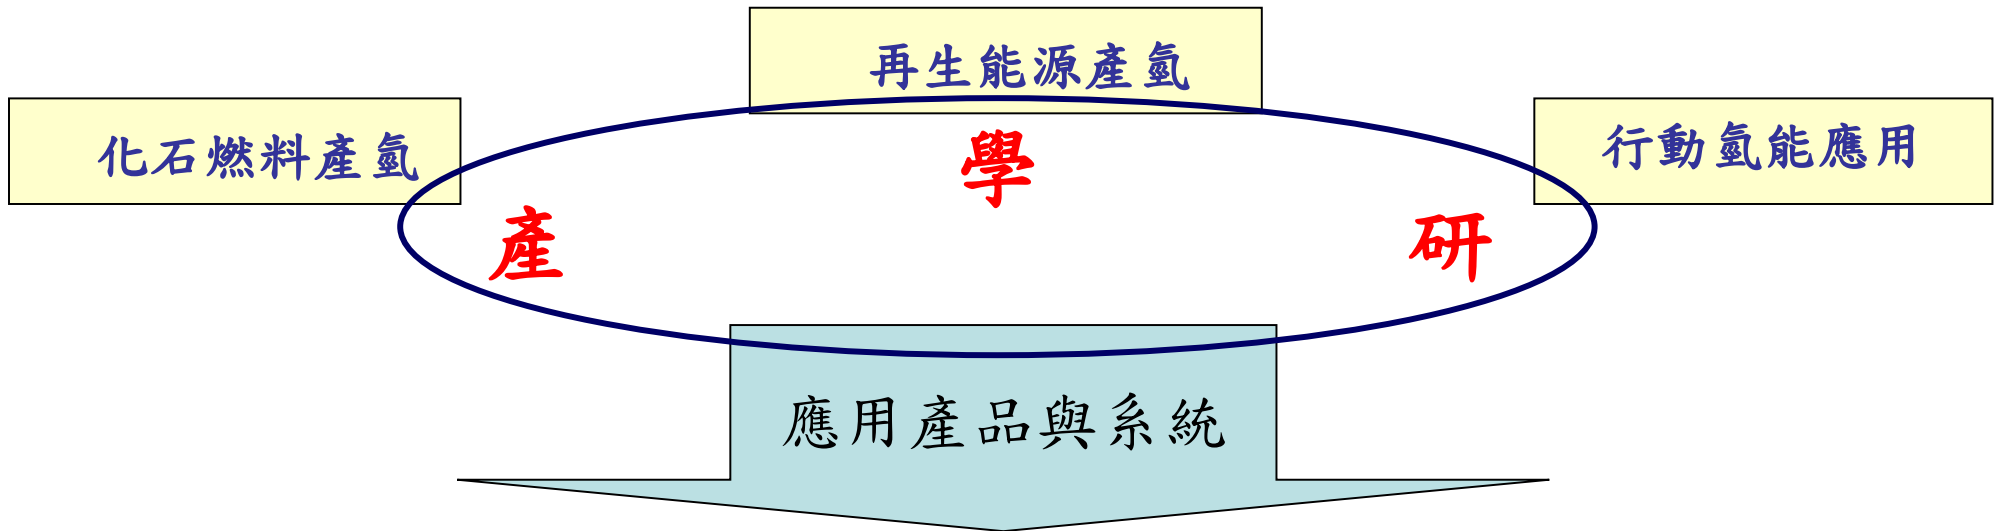 再生能源產氫
化石燃料產氫
行動氫能應用
學
產
研
應用產品與系統